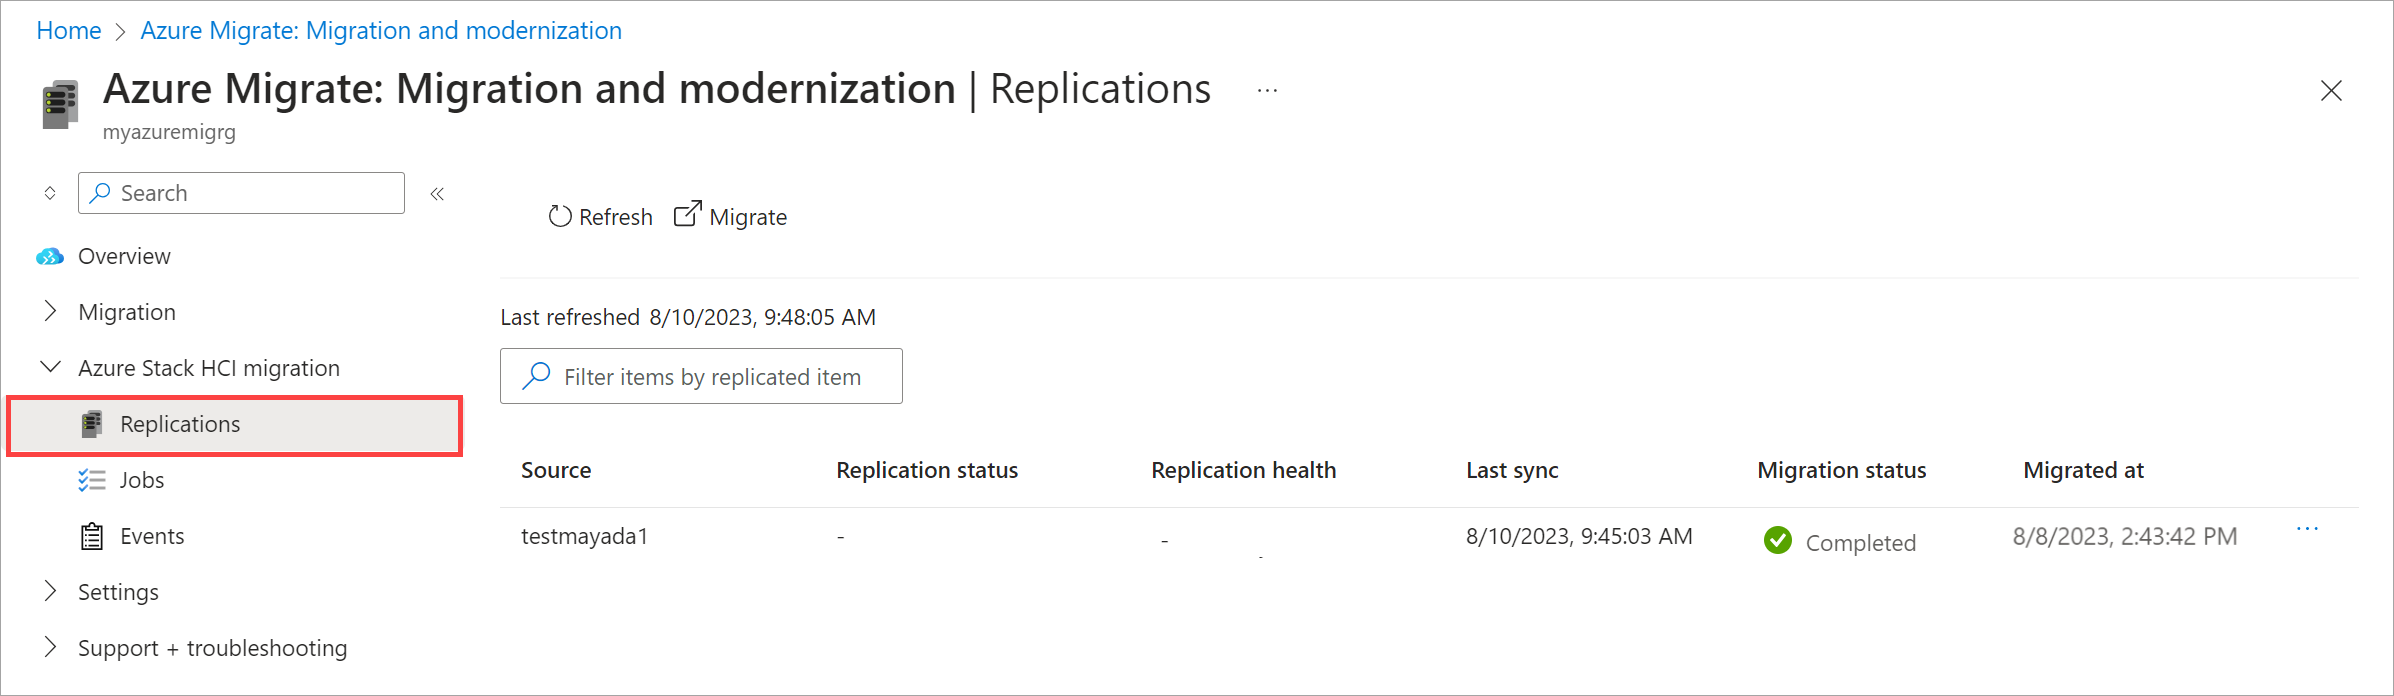 Home > Azure Migrate: Migration and modernization
Azure Migrate: Migration and modernization | Replications ...
myazuremigrg
Search
Overview
Migration
Azure Stack HCI migration
Replications
Jobs
Events
Settings
Support + troubleshooting
Refresh Migrate
Last refreshed 8/10/2023, 9:48:05 AM
Filter items by replicated item
Source Replication status Replication health Last sync Migration status Migrated at
testmayada1 - - 8/10/2023, 9:45:03 AM Completed 8/8/2023, 2:43:42 PM ...